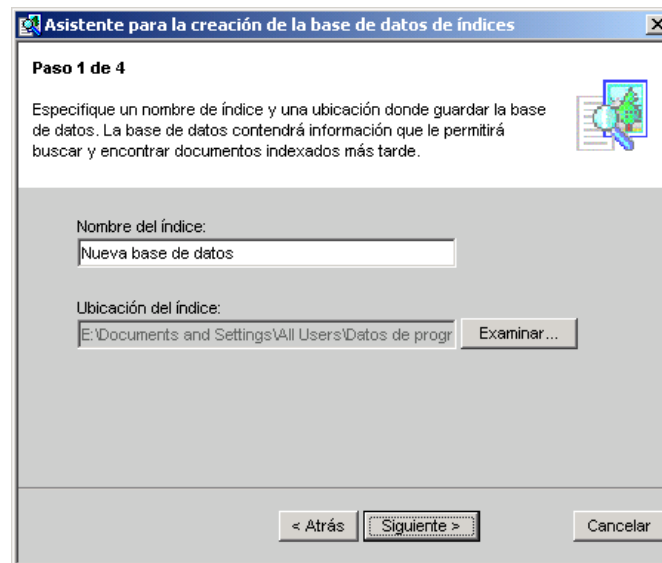 Asistente para la creación de la base de datos de índices
Paso 1 de 4
Especifique un nombre de índice y una ubicación donde guardar la base
de datos. La base de datos contendrá información que le permitirá
buscar y encontrar documentos indexados más tarde.
Nombre del índice:
Nueva base de datos
Ubicación del índice:
E:\Documents and Settings\All Users\Datos de progr
Examinar...
< Atrás
Siguiente >
Cancelar